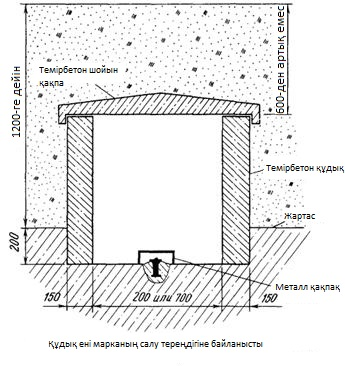 1200-ге дейін
600-ден артық емес
Темірбетон шойын
қақпа
Темірбетон құдық
Жартас
200
Металл қақпақ
150
200 или 700
150
Құдық ені марканың салу тереңдігіне байланысты